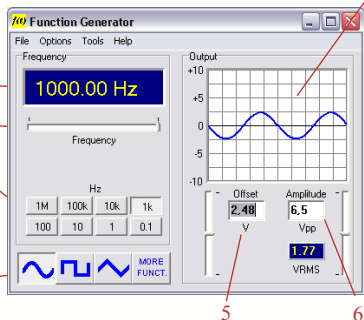 f(t) Function Generator
File Options Tools Help
Frequency
1000.00 Hz
Frequency
Hz
1M 100k 10k 1k
100 10 1 0.1
MORE
FUNCT.
Output
+10
+5
0
-5
-10
Offset Amplitude
2,48 6,5
V Vpp
1.77
VRMS
5 6